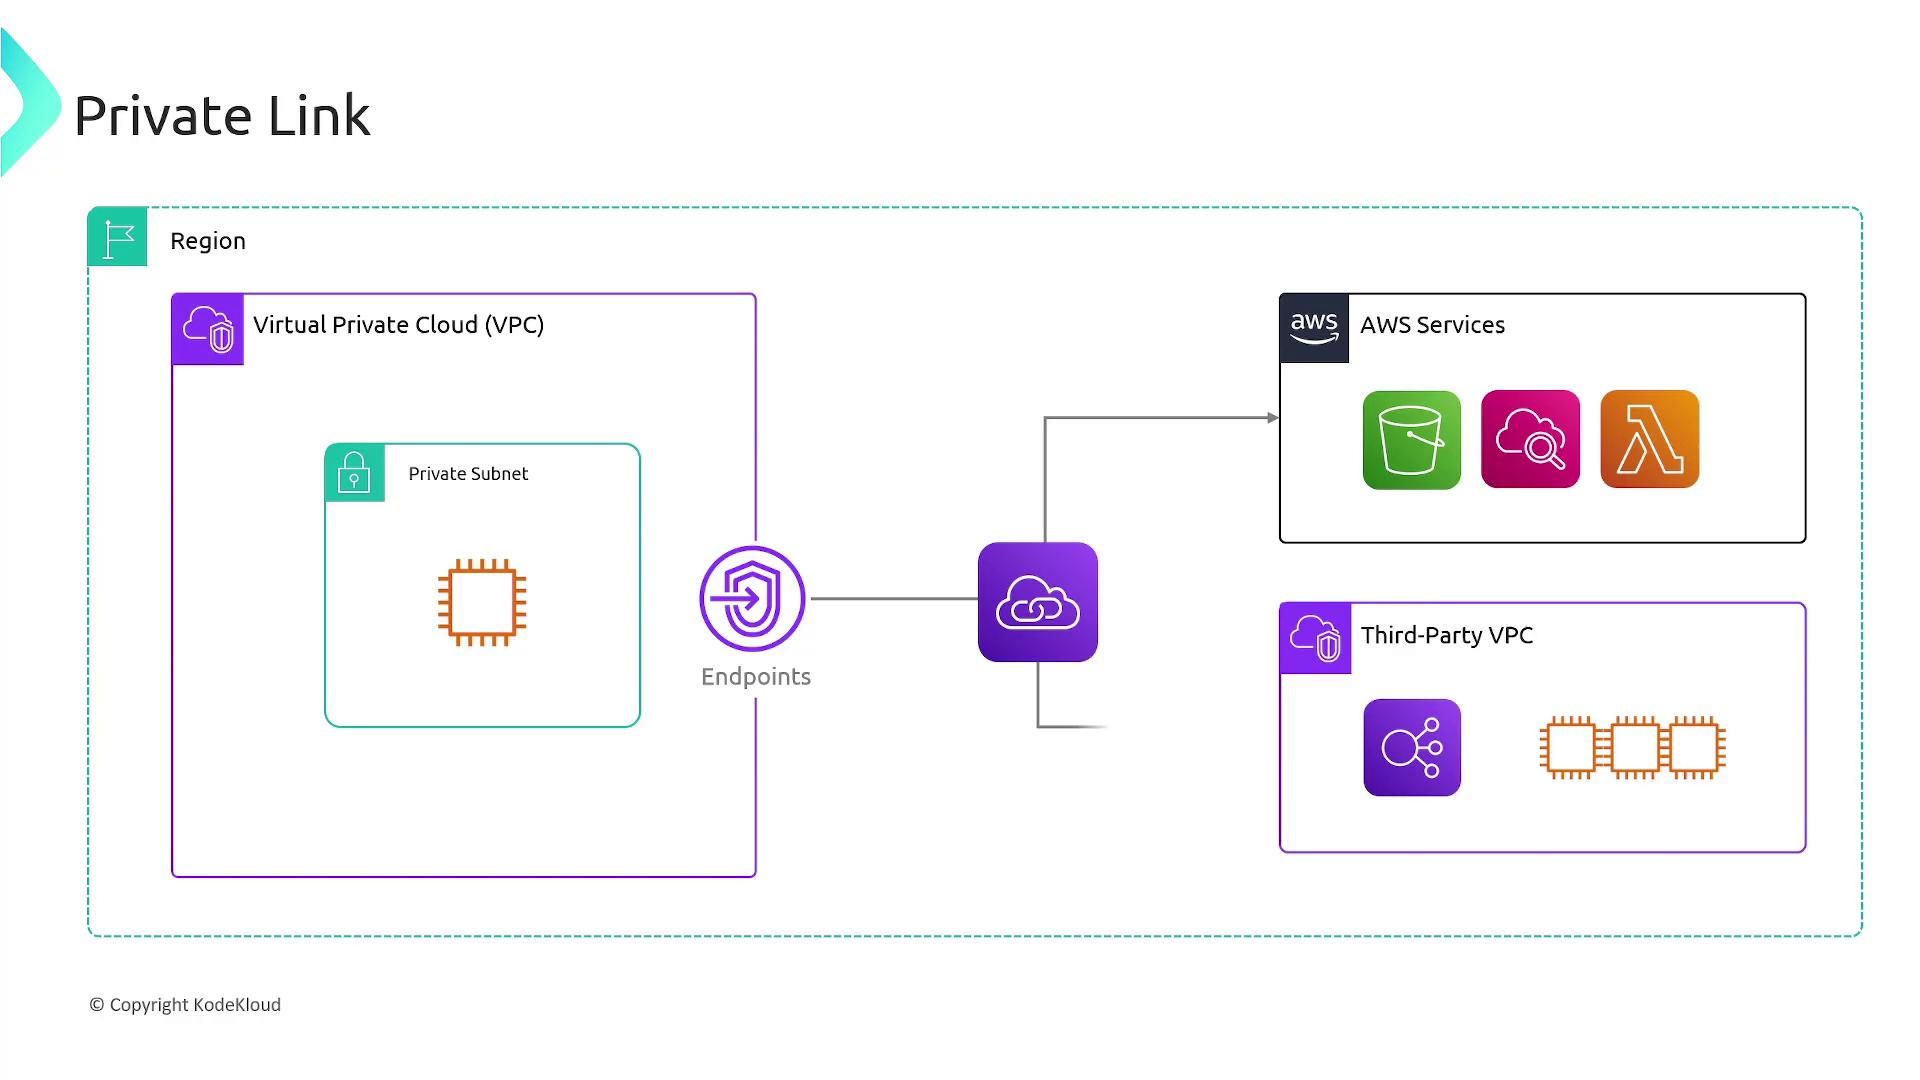 Private Link
Region
Virtual Private Cloud (VPC)
aws
AWS Services
Private Subnet
Endpoints
Third-Party VPC
© Copyright KodeKloud